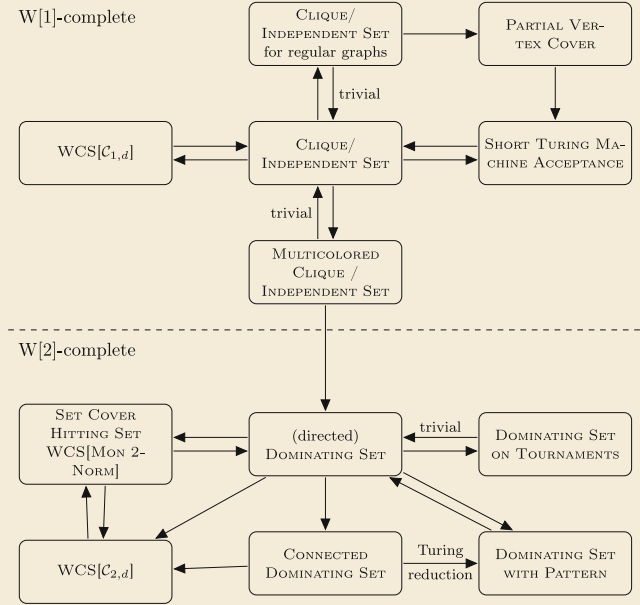 W[1]-complete
CLIQUE/
INDEPENDENT SET
for regular graphs
PARTIAL VER-
TEX COVER
trivial
WCS[C1,d]
CLIQUE/
INDEPENDENT SET
SHORT TURING MA-
CHINE ACCEPTANCE
trivial
MULTICOLORED
CLIQUE /
INDEPENDENT SET
W[2]-complete
SET COVER
HITTING SET
WCS[MON 2-
NORM]
(directed)
DOMINATING SET
trivial
DOMINATING SET
ON TOURNAMENTS
WCS[C2,d]
CONNECTED
DOMINATING SET
Turing
reduction
DOMINATING SET
WITH PATTERN